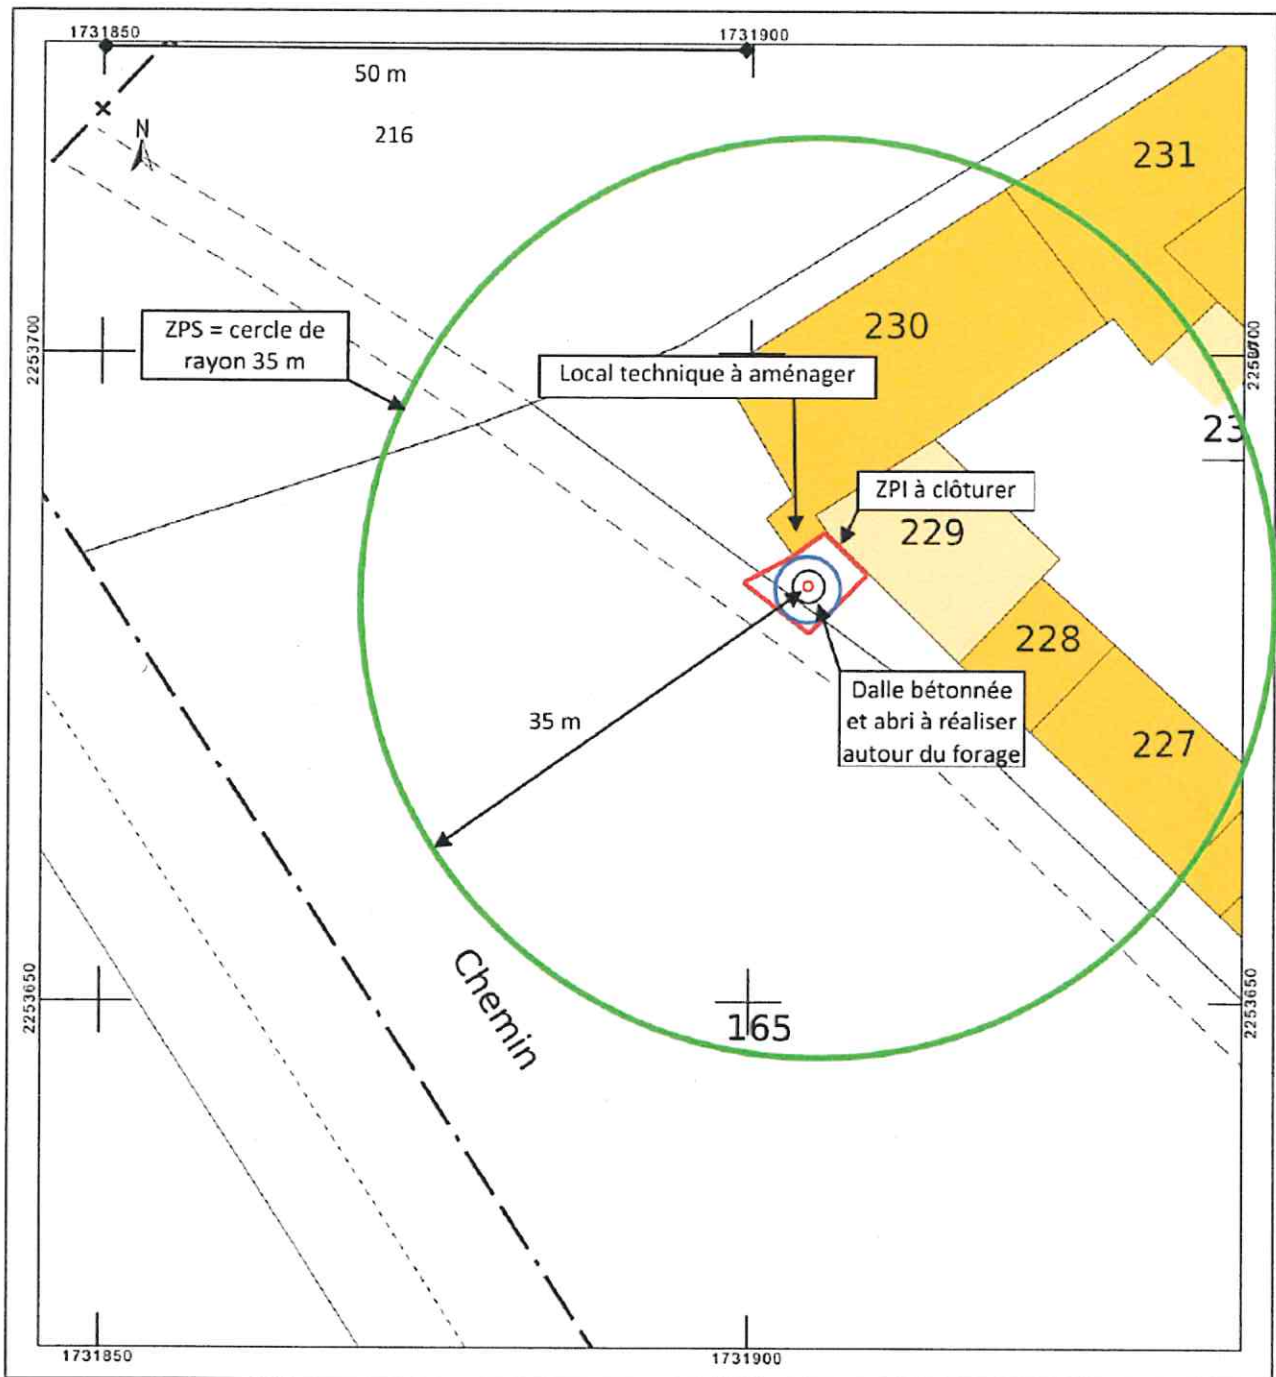 1731850
1731900
50 m
216
N
231
ZPS = cercle de
rayon 35 m
230
2253700
Local technique à aménager
23
ZPI à clôturer
229
228
Dalle bétonnée
et abri à réaliser
autour du forage
35 m
227
Chemin
2253650
2253650
165
1731850
1731900